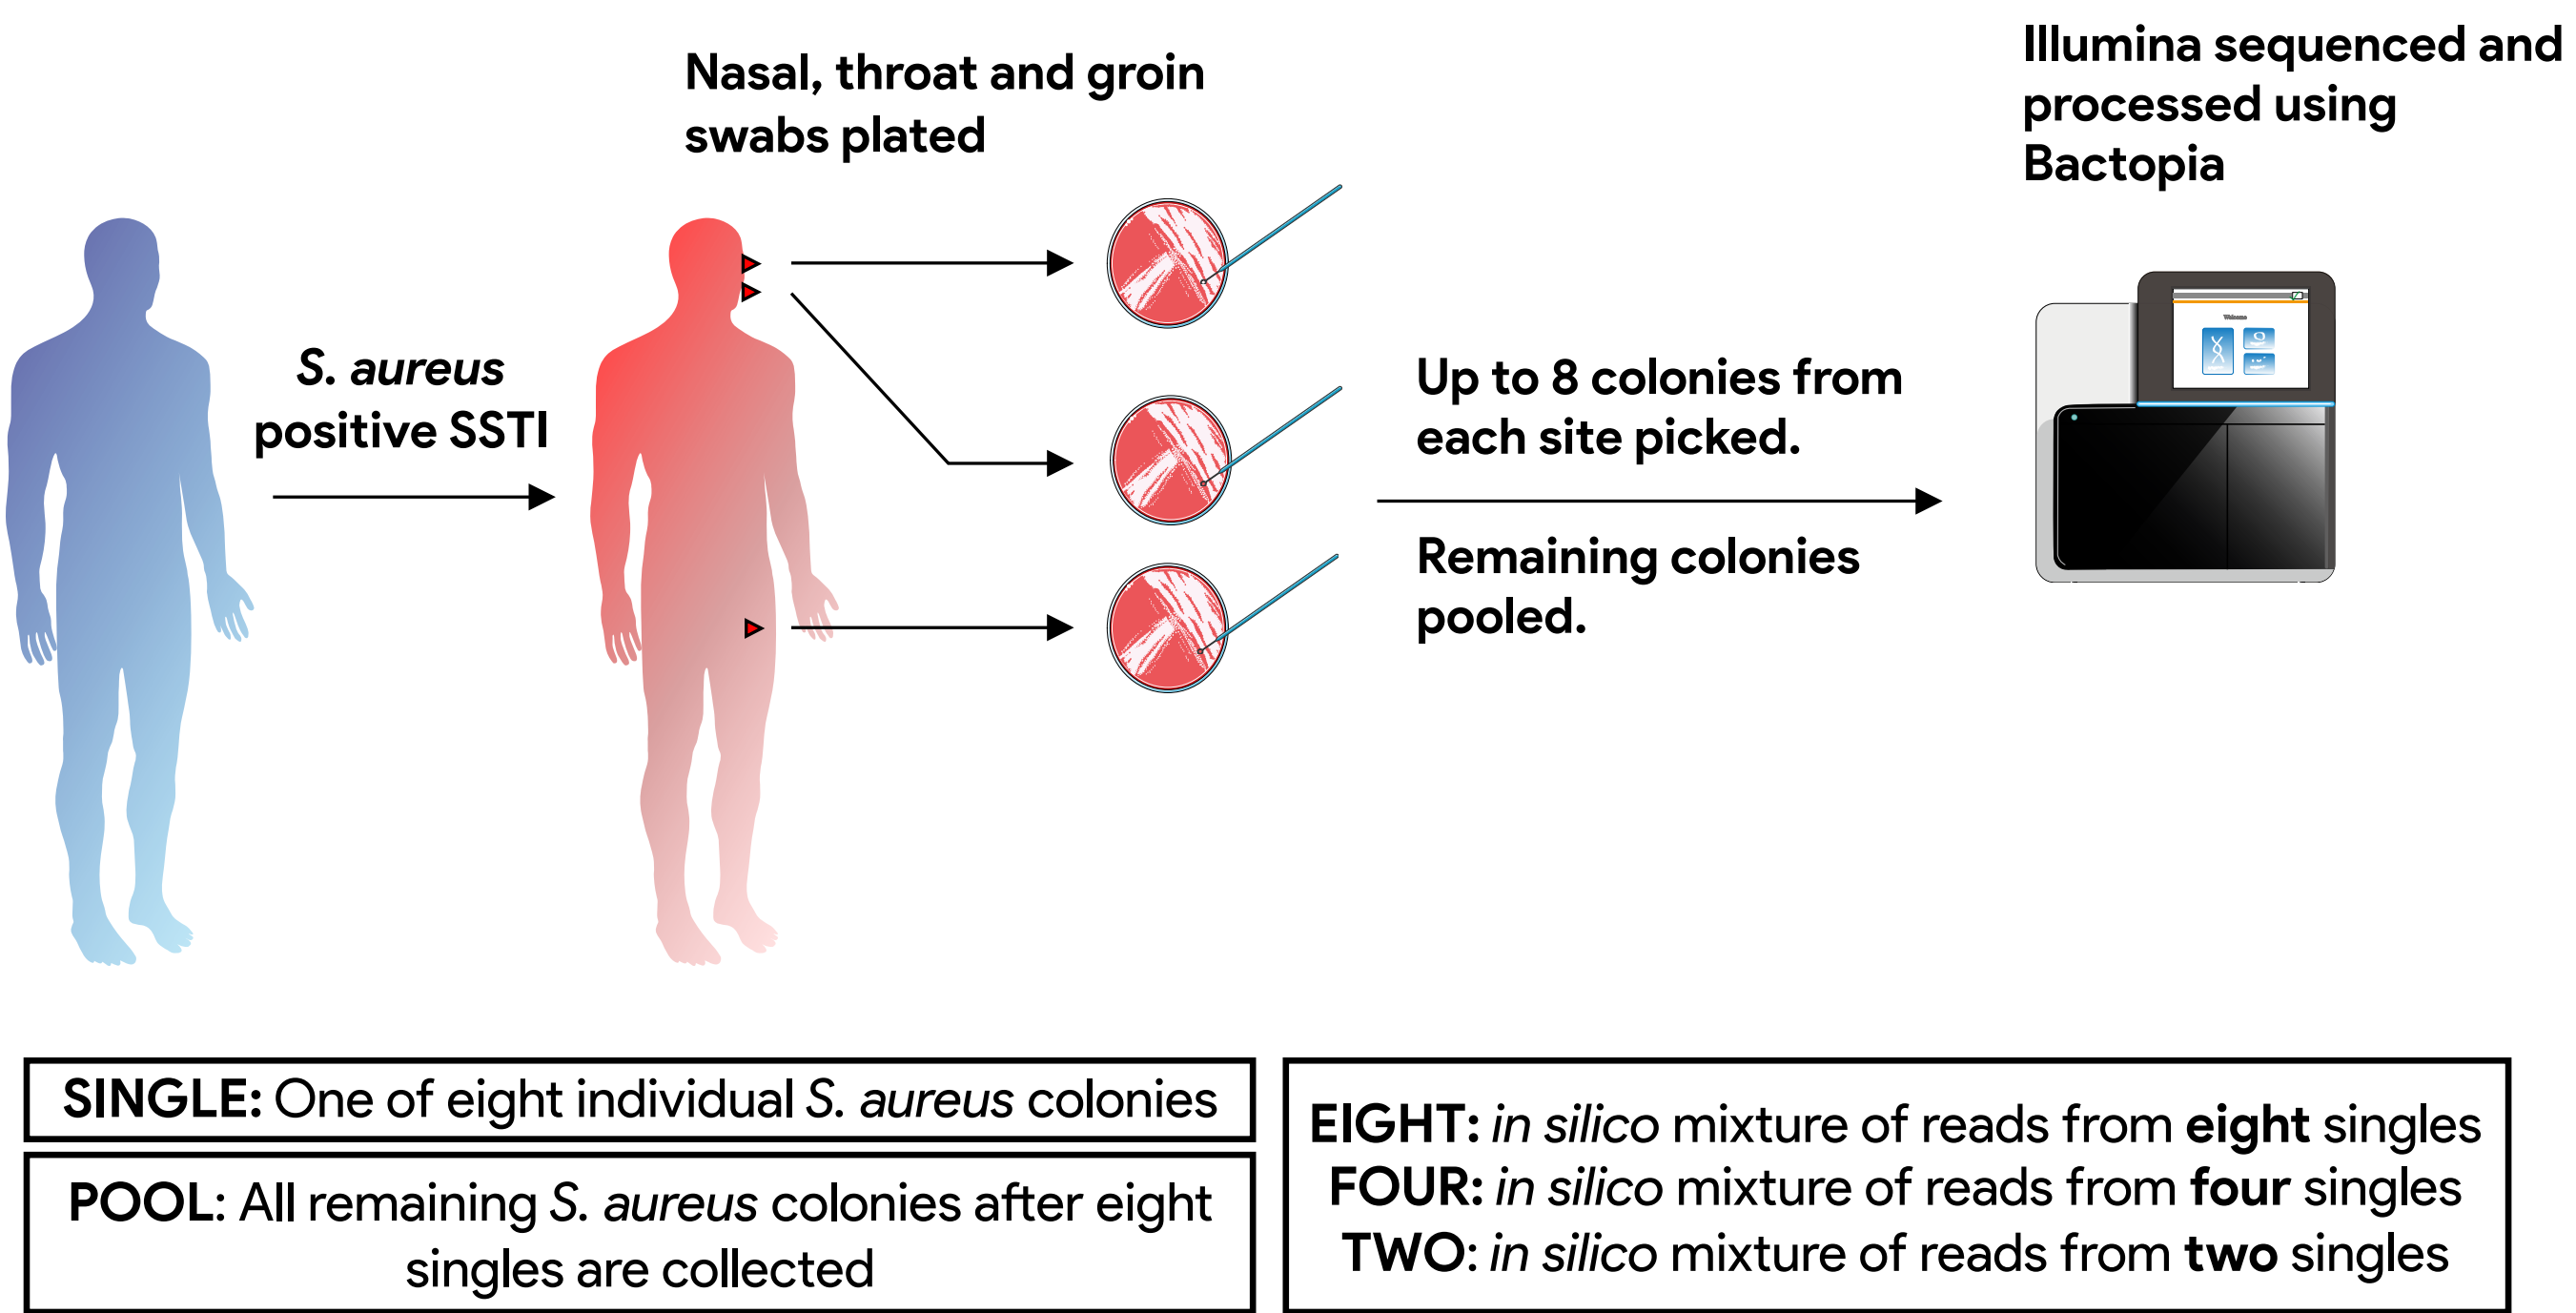 Nasal, throat and groin
swabs plated
Illumina sequenced and
processed using
Bactopia
S. aureus
positive SSTI
Up to 8 colonies from
each site picked.
Remaining colonies
pooled.
Welcome
SINGLE: One of eight individual S. aureus colonies
POOL: All remaining S. aureus colonies after eight
singles are collected
EIGHT: in silico mixture of reads from eight singles
FOUR: in silico mixture of reads from four singles
TWO: in silico mixture of reads from two singles